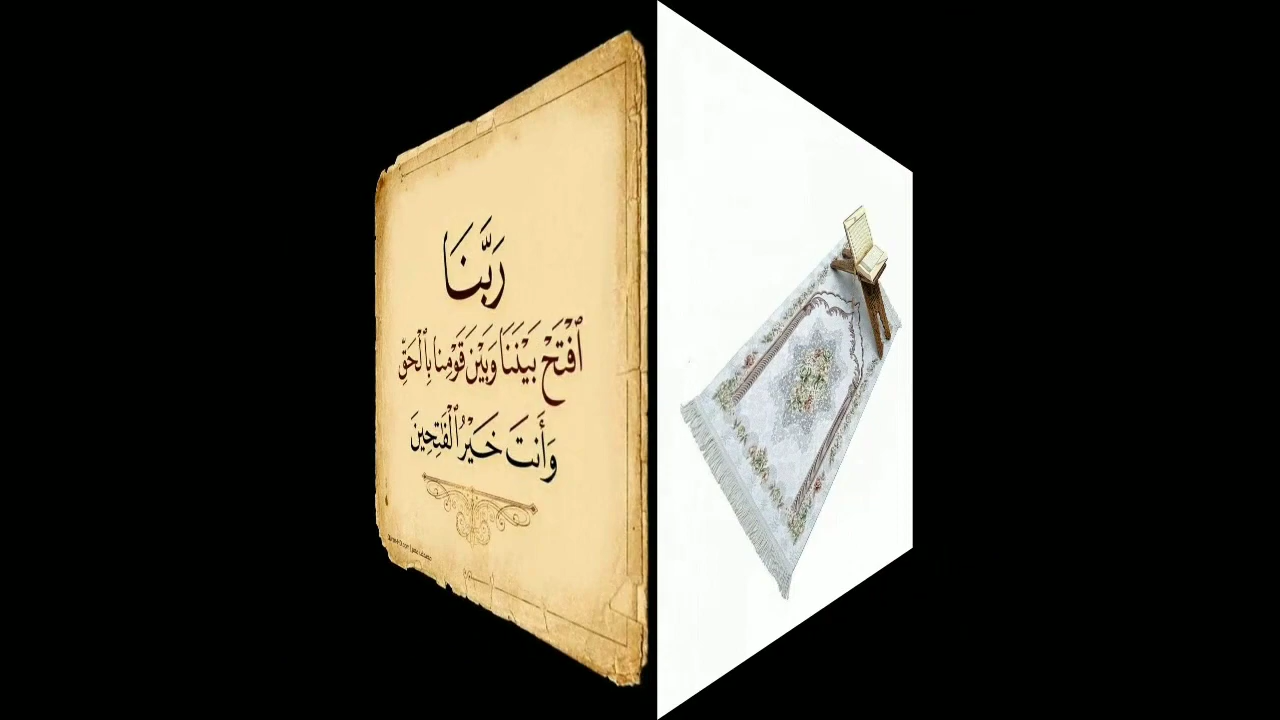 رَبَّنَا
ٱفْتَحْ بَيْنَنَا وَبَيْنَ قَوْمِنَا بِٱلْحَقِّ
وَأَنتَ خَيْرُ ٱلْفَٰتِحِينَ